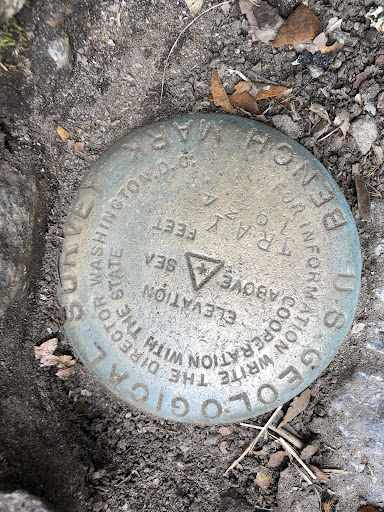 U S GEOLOGICAL SURVEY
BENCH MARK
FOR INFORMATION WRITE THE DIRECTOR WASHINGTON, D.C.
COOPERATION WITH THE STATE
ELEVATION ABOVE SEA
FEET
TRAY